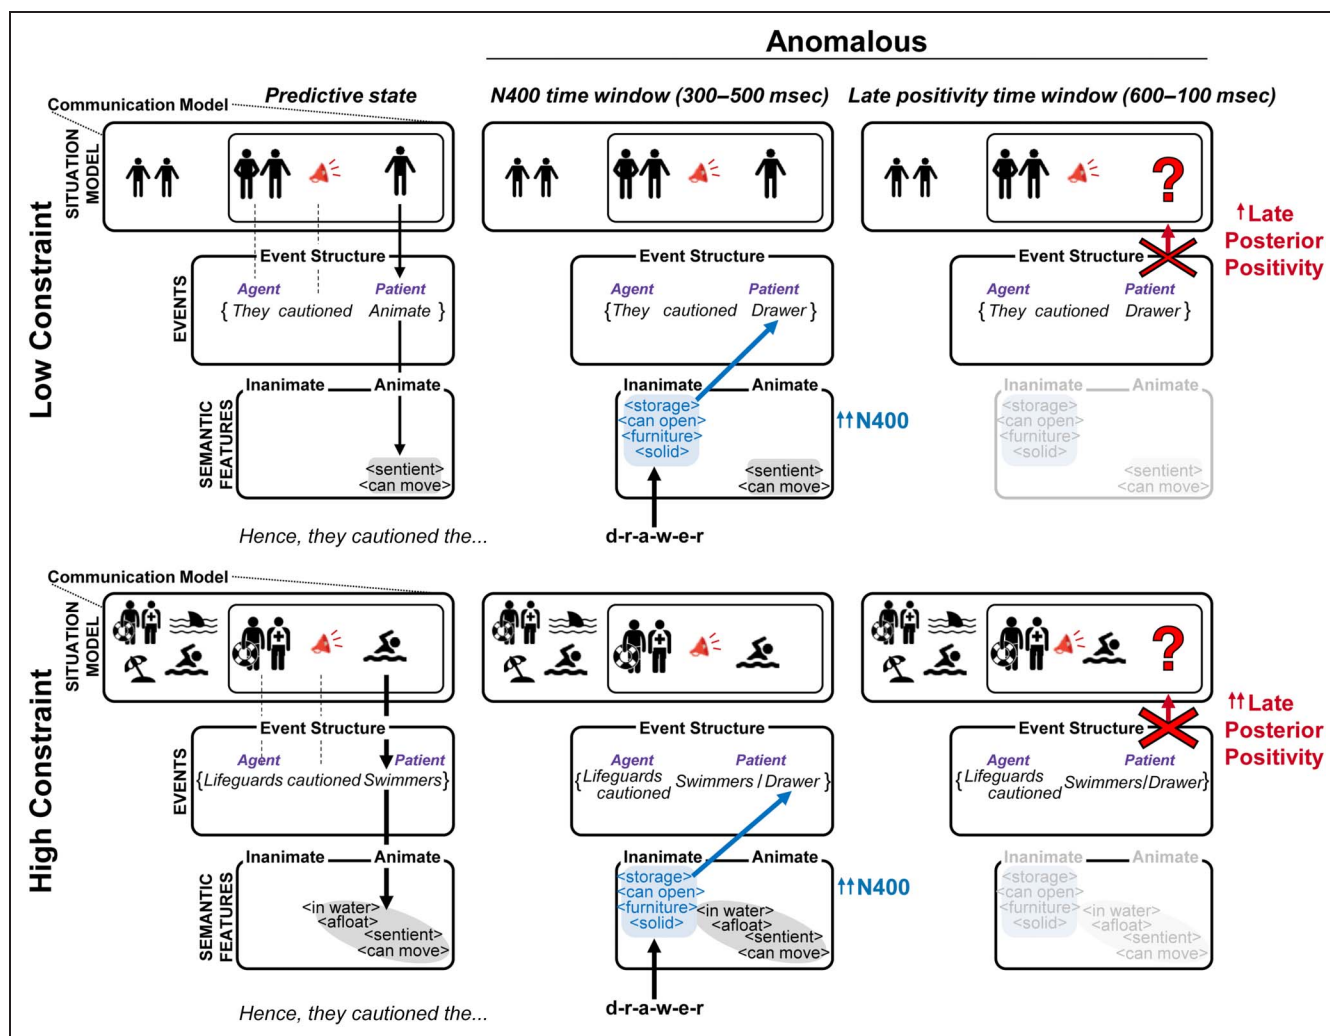 Anomalous
Predictive state
N400 time window (300–500 msec)
Late positivity time window (600–100 msec)
Low Constraint
Communication Model
SITUATION
MODEL
?
↑Late
Posterior
Positivity
EVENTS
Event Structure
Agent Patient
{They cautioned Animate}
Event Structure
Agent Patient
{They cautioned Drawer}
Event Structure
Agent Patient
{They cautioned Drawer}
SEMANTIC
FEATURES
Inanimate Animate
<sentient>
<can move>
Inanimate Animate
<storage>
<can open>
<furniture>
<solid>
<sentient>
<can move>
↑↑N400
Inanimate Animate
<storage>
<can open>
<furniture>
<solid>
<sentient>
<can move>
Hence, they cautioned the...
d-r-a-w-e-r
High Constraint
Communication Model
SITUATION
MODEL
?
↑↑Late
Posterior
Positivity
EVENTS
Event Structure
Agent Patient
{Lifeguards cautioned Swimmers}
Event Structure
Agent Patient
{Lifeguards
cautioned Swimmers/Drawer}
Event Structure
Agent Patient
{Lifeguards
cautioned Swimmers/Drawer}
SEMANTIC
FEATURES
Inanimate Animate
<in water>
<afloat>
<sentient>
<can move>
Inanimate Animate
<storage>
<can open>
<furniture>
<solid>
<in water>
<afloat>
<sentient>
<can move>
↑↑N400
Inanimate Animate
<storage>
<can open>
<furniture>
<solid>
<in water>
<afloat>
<sentient>
<can move>
Hence, they cautioned the...
d-r-a-w-e-r